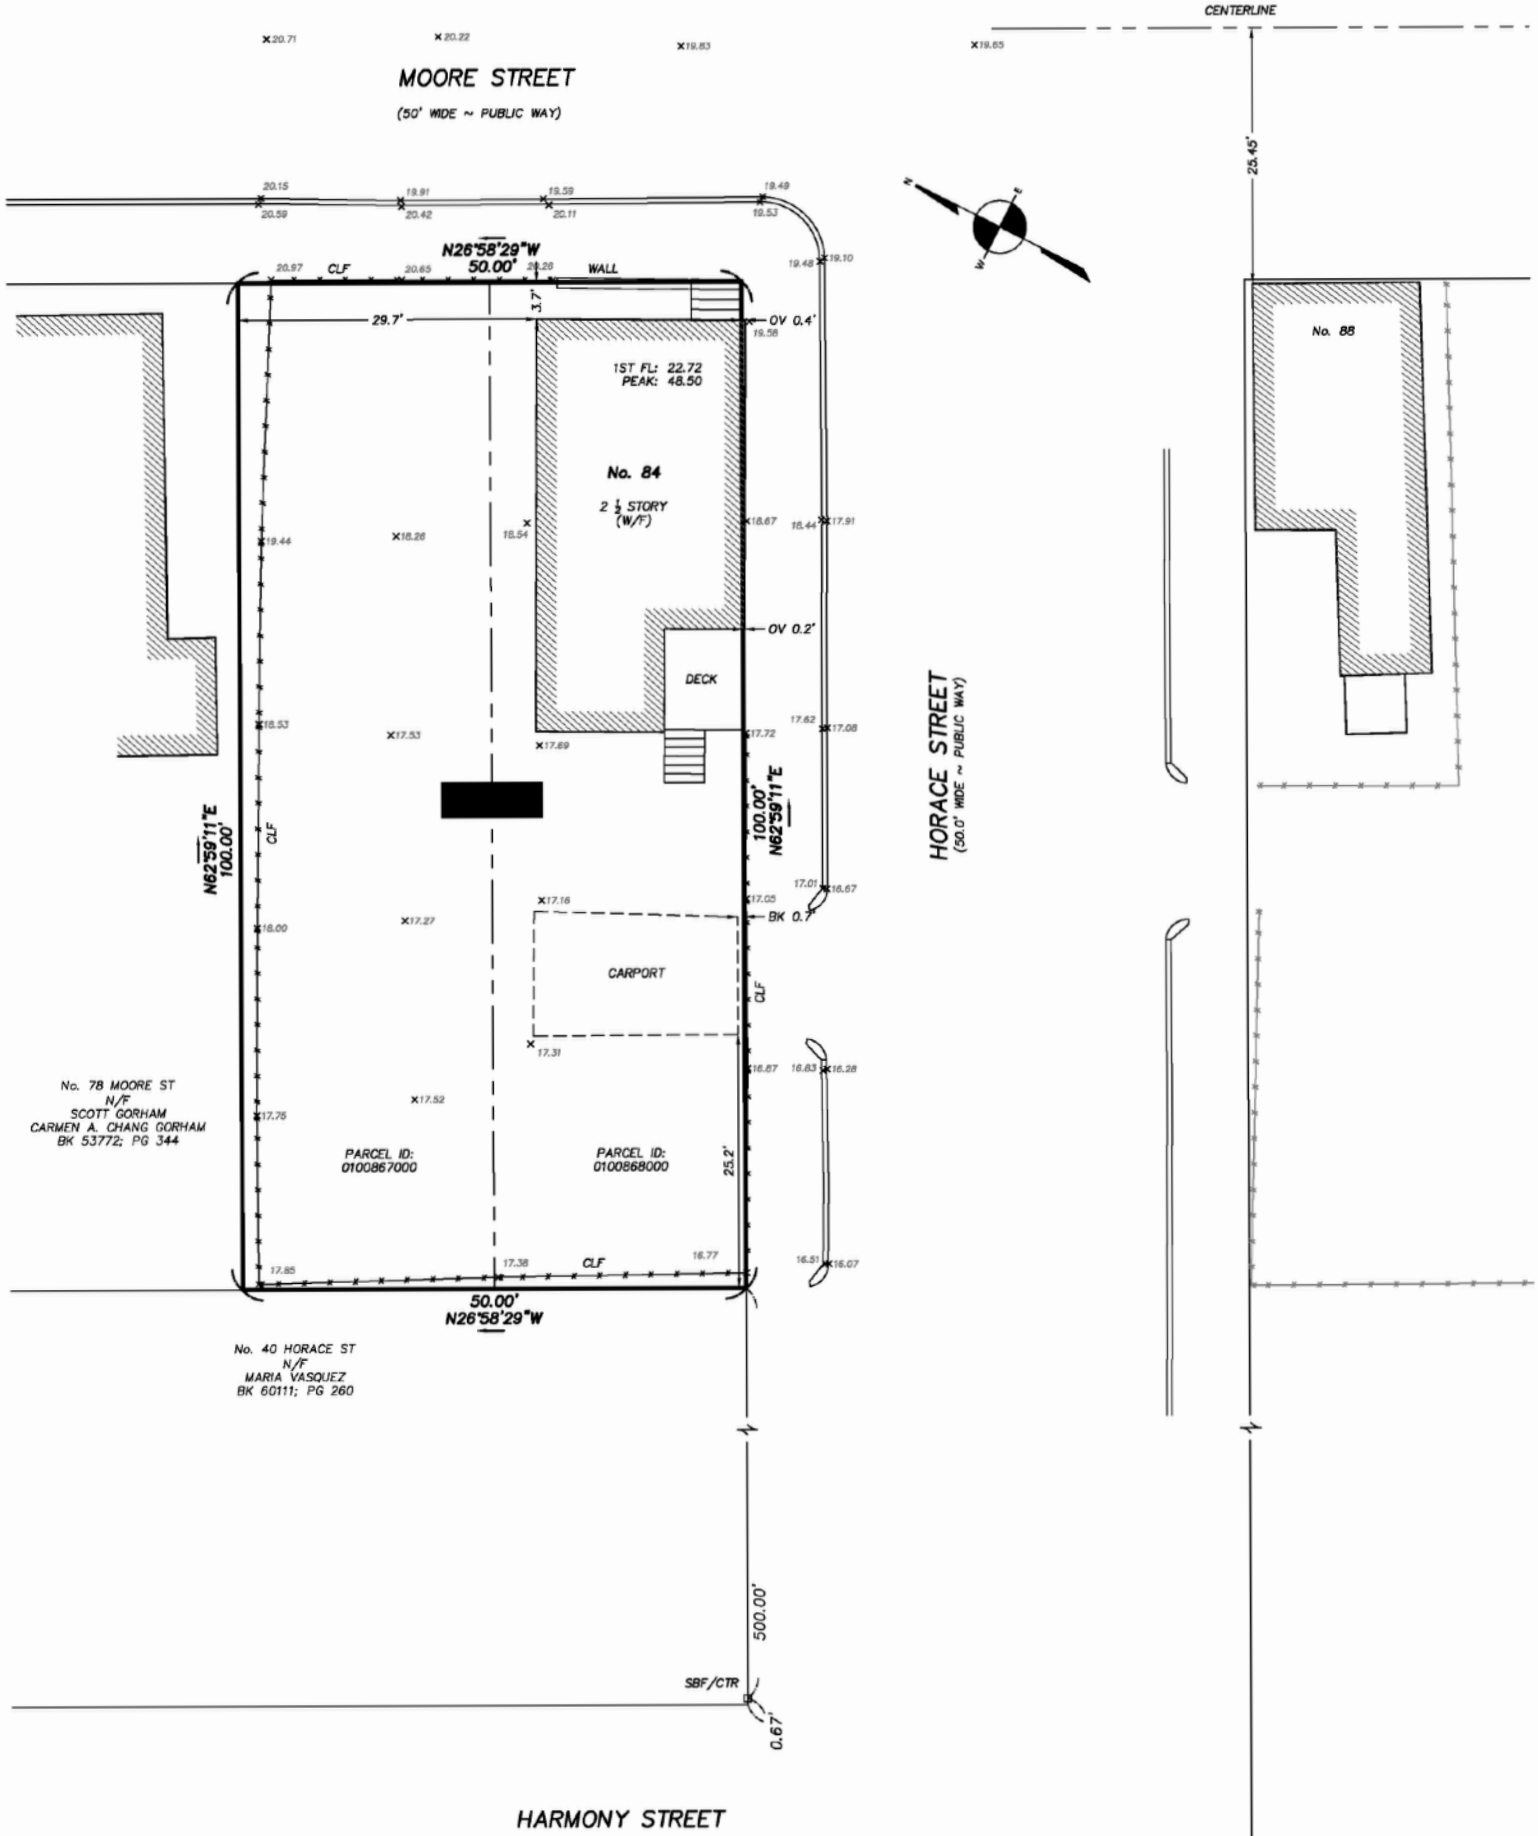 CENTERLINE
×20.71
×20.22
×19.83
×19.65
MOORE STREET
(50' WIDE ~ PUBLIC WAY)
25.45'
20.15
19.91
19.59
19.49
20.59
20.42
20.11
19.53
N
E
W
S
N26°58'29"W
50.00'
19.48
19.10
20.97
CLF
20.65
WALL
3.7'
29.7'
OV 0.4'
19.58
No. 88
1ST FL: 22.72
PEAK: 48.50
No. 84
2 ½ STORY
(W/F)
18.54
×18.26
19.44
18.67
18.44
17.91
OV 0.2'
DECK
18.53
×17.53
×17.69
17.72
17.62
17.08
HORACE STREET
(50.0' WIDE ~ PUBLIC WAY)
N62°59'11"E
100.00'
CLF
100.00'
N62°59'11"E
17.01
16.67
×17.16
17.05
BK 0.7'
×17.27
18.00
CARPORT
CLF
17.31
16.87
16.83
16.28
×17.52
17.75
No. 78 MOORE ST
N/F
SCOTT GORHAM
CARMEN A. CHANG GORHAM
BK 53772; PG 344
PARCEL ID:
0100867000
PARCEL ID:
0100868000
25.2'
17.85
17.38
CLF
16.77
16.51
16.07
50.00'
N26°58'29"W
No. 40 HORACE ST
N/F
MARIA VASQUEZ
BK 60111; PG 260
500.00'
SBF/CTR
0.67'
HARMONY STREET